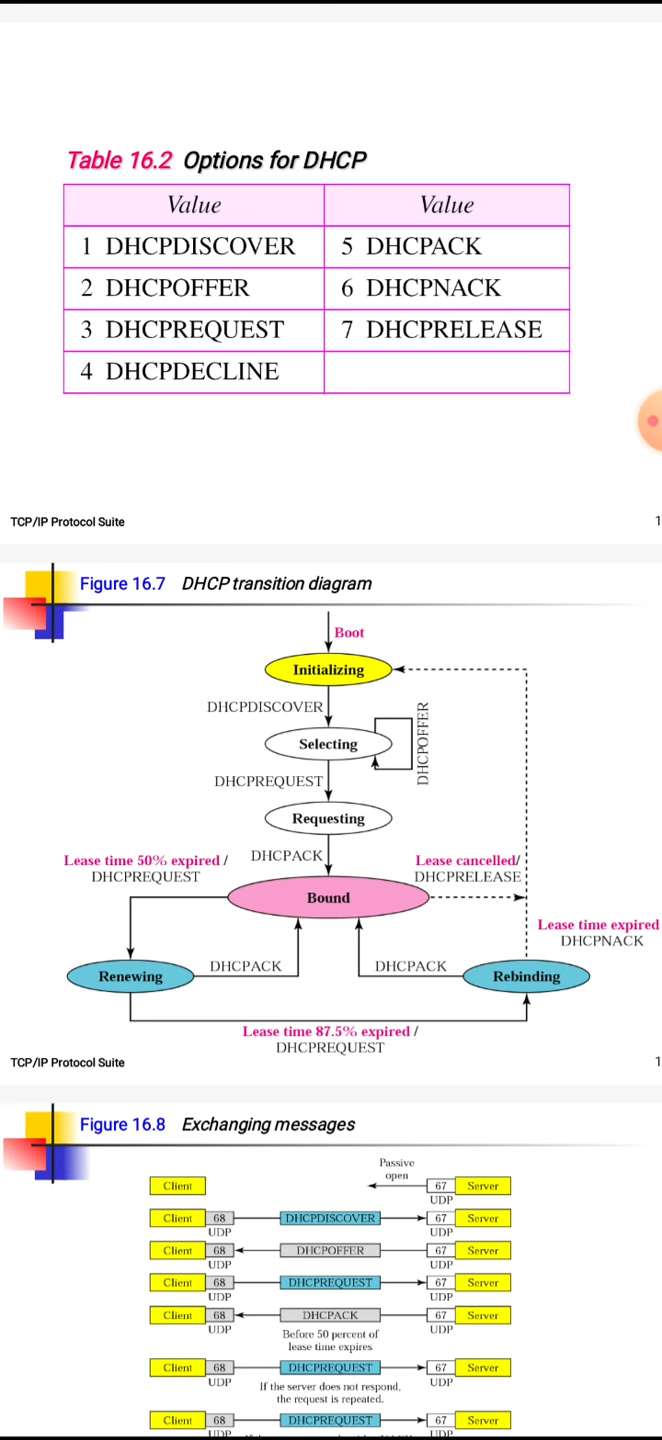 Table 16.2 Options for DHCP
Value Value
1 DHCPDISCOVER 5 DHCPACK
2 DHCPOFFER 6 DHCPNACK
3 DHCPREQUEST 7 DHCPRELEASE
4 DHCPDECLINE
TCP/IP Protocol Suite 1
Figure 16.7 DHCP transition diagram
Boot
Initializing
DHCPDISCOVER
Selecting
DHCPOFFER
DHCPREQUEST
Requesting
Lease time 50% expired /
DHCPREQUEST
DHCPACK
Lease cancelled/
DHCPRELEASE
Bound
Lease time expired
DHCPNACK
Renewing
DHCPACK
DHCPACK
Rebinding
Lease time 87.5% expired /
DHCPREQUEST
TCP/IP Protocol Suite 1
Figure 16.8 Exchanging messages
Passive
open
Client 67 Server
UDP
Client 68 DHCPDISCOVER 67 Server
UDP UDP
Client 68 DHCPOFFER 67 Server
UDP UDP
Client 68 DHCPREQUEST 67 Server
UDP UDP
Client 68 DHCPACK 67 Server
UDP UDP
Before 50 percent of
lease time expires
Client 68 DHCPREQUEST 67 Server
UDP UDP
If the server does not respond,
the request is repeated.
Client 68 DHCPREQUEST 67 Server
UDP UDP